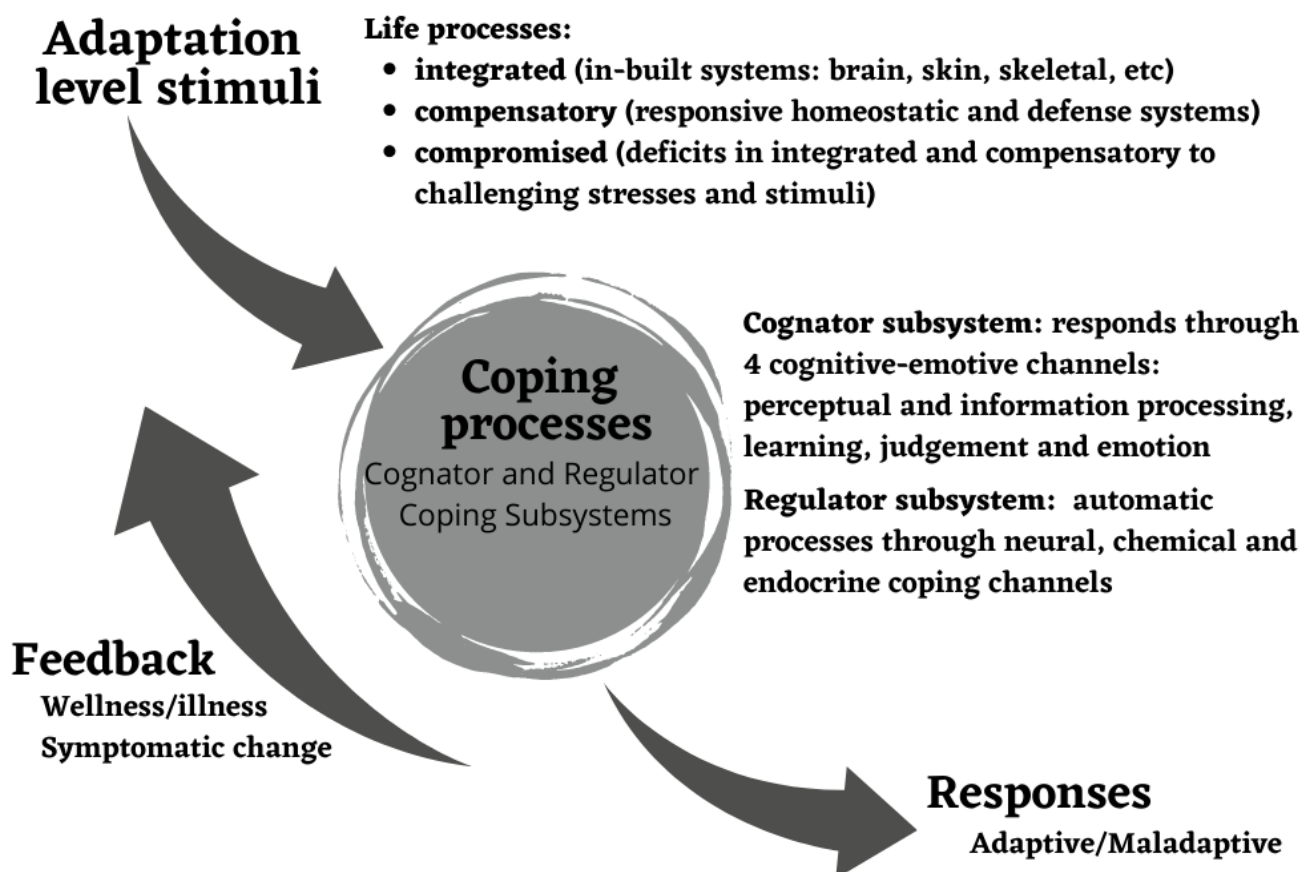 Adaptation
level stimuli
Life processes:
• integrated (in-built systems: brain, skin, skeletal, etc)
• compensatory (responsive homeostatic and defense systems)
• compromised (deficits in integrated and compensatory to
challenging stresses and stimuli)
Coping
processes
Cognator and Regulator
Coping Subsystems
Cognator subsystem: responds through
4 cognitive-emotive channels:
perceptual and information processing,
learning, judgement and emotion
Regulator subsystem: automatic
processes through neural, chemical and
endocrine coping channels
Feedback
Wellness/illness
Symptomatic change
Responses
Adaptive/Maladaptive